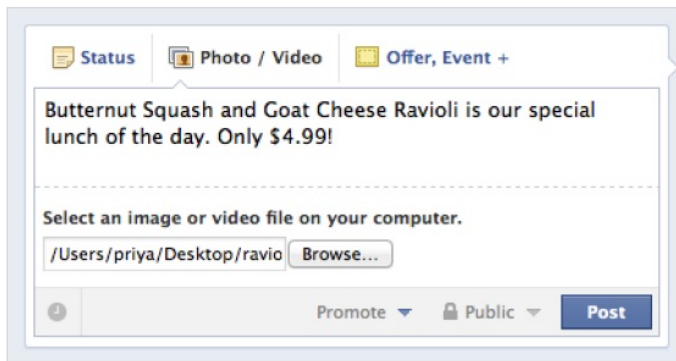 Status Photo / Video Offer, Event +
Butternut Squash and Goat Cheese Ravioli is our special
lunch of the day. Only $4.99!
Select an image or video file on your computer.
/Users/priya/Desktop/ravio Browse...
Promote Public Post